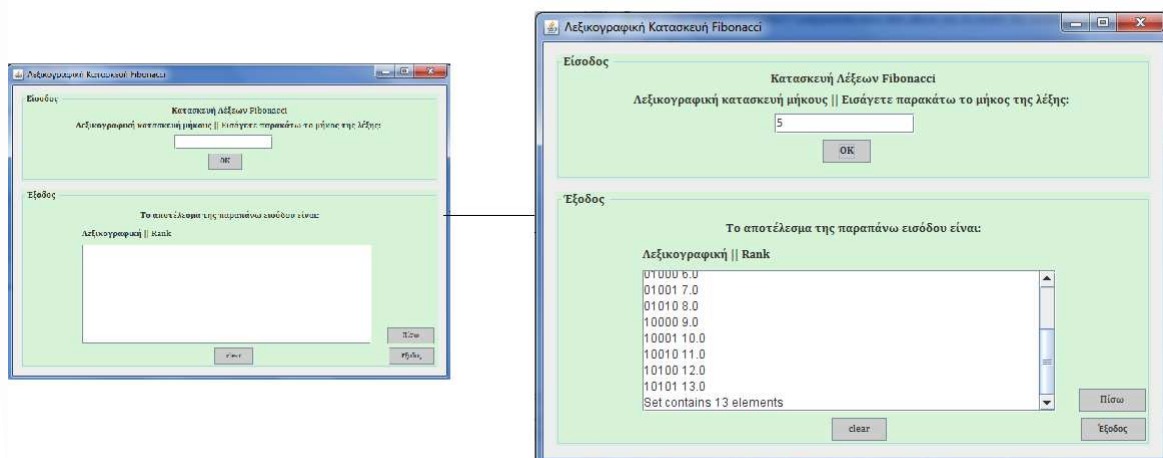 Λεξικογραφική Κατασκευή Fibonacci
Είσοδος
Κατασκευή Λέξεων Fibonacci
Λεξικογραφική κατασκευή μήκους || Εισάγετε παρακάτω το μήκος της λέξης:
OK
Έξοδος
Το αποτέλεσμα της παραπάνω εισόδου είναι:
Λεξικογραφική || Rank
Πίσω
clear
Έξοδος
Λεξικογραφική Κατασκευή Fibonacci
Είσοδος
Κατασκευή Λέξεων Fibonacci
Λεξικογραφική κατασκευή μήκους || Εισάγετε παρακάτω το μήκος της λέξης:
5
OK
Έξοδος
Το αποτέλεσμα της παραπάνω εισόδου είναι:
Λεξικογραφική || Rank
01000 6.0
01001 7.0
01010 8.0
10000 9.0
10001 10.0
10010 11.0
10100 12.0
10101 13.0
Set contains 13 elements
Πίσω
clear
Έξοδος